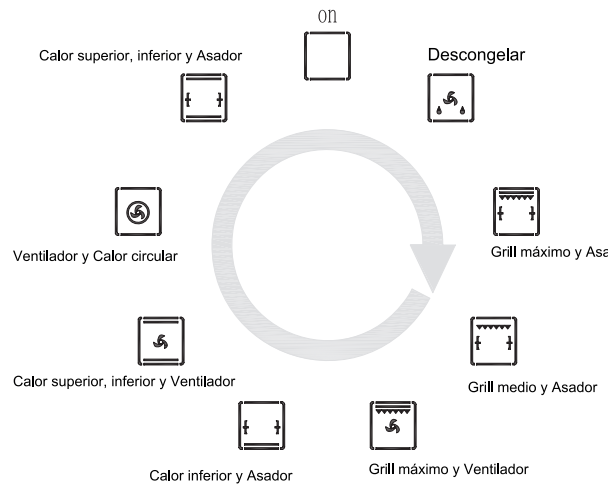 on
Descongelar
Calor superior, inferior y Asador
Grill máximo y Asa
Ventilador y Calor circular
Grill medio y Asador
Calor superior, inferior y Ventilador
Grill máximo y Ventilador
Calor inferior y Asador